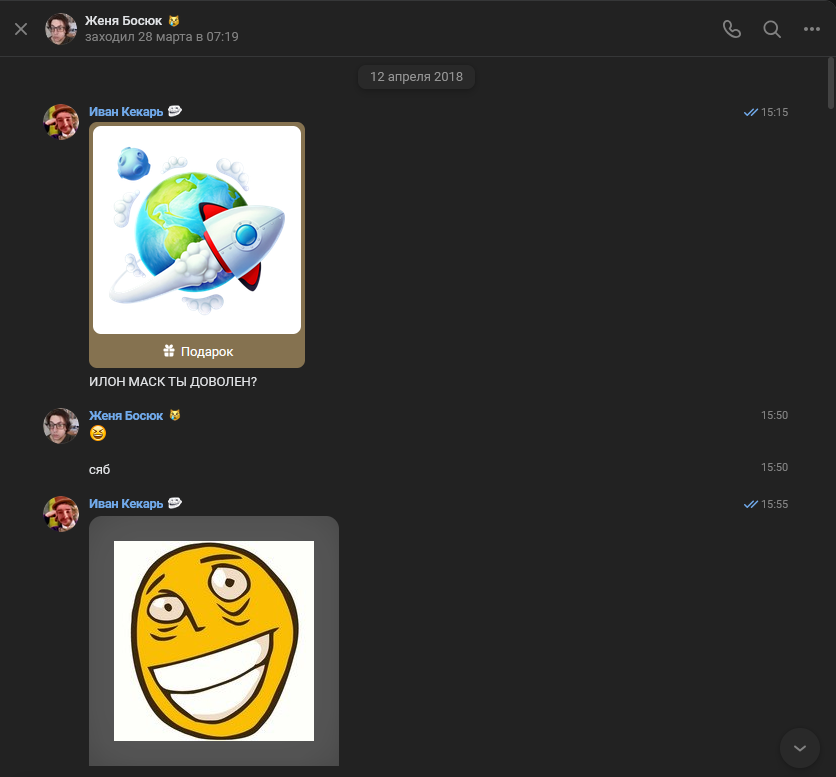 Женя Босюк
заходил 28 марта в 07:19
12 апреля 2018
Иван Кекарь
15:15
Подарок
ИЛОН МАСК ТЫ ДОВОЛЕН?
Женя Босюк
15:50
сяб
15:50
Иван Кекарь
15:55